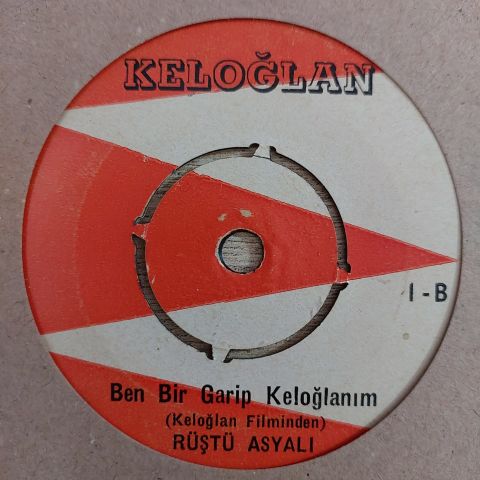 KELOĞLAN
I - B
Ben Bir Garip Keloğlanım
(Keloğlan Filminden)
RÜŞTÜ ASYALI